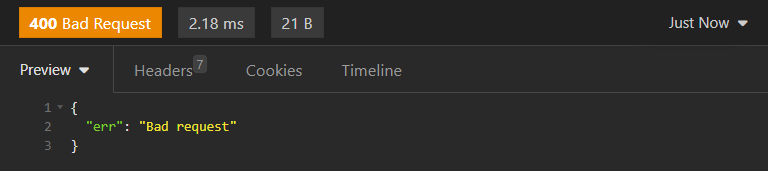 400 Bad Request 2.18 ms 21 B Just Now
Preview Headers 7 Cookies Timeline
1 {
2 "err": "Bad request"
3 }